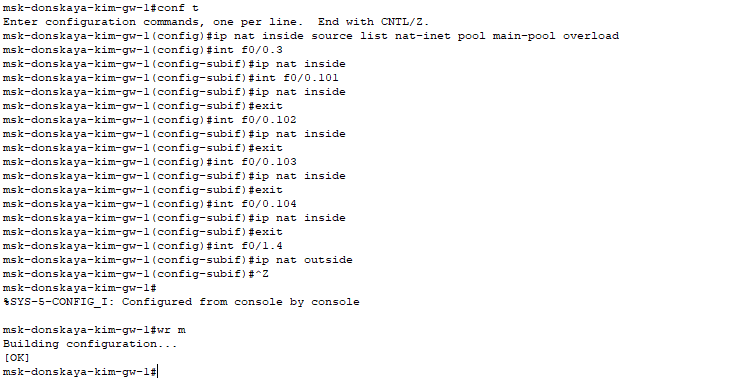 msk-donskaya-kim-gw-1#conf t
Enter configuration commands, one per line.  End with CNTL/Z.
msk-donskaya-kim-gw-1(config)#ip nat inside source list nat-inet pool main-pool overload
msk-donskaya-kim-gw-1(config)#int f0/0.3
msk-donskaya-kim-gw-1(config-subif)#ip nat inside
msk-donskaya-kim-gw-1(config-subif)#int f0/0.101
msk-donskaya-kim-gw-1(config-subif)#ip nat inside
msk-donskaya-kim-gw-1(config-subif)#exit
msk-donskaya-kim-gw-1(config)#int f0/0.102
msk-donskaya-kim-gw-1(config-subif)#ip nat inside
msk-donskaya-kim-gw-1(config-subif)#exit
msk-donskaya-kim-gw-1(config)#int f0/0.103
msk-donskaya-kim-gw-1(config-subif)#ip nat inside
msk-donskaya-kim-gw-1(config-subif)#exit
msk-donskaya-kim-gw-1(config)#int f0/0.104
msk-donskaya-kim-gw-1(config-subif)#ip nat inside
msk-donskaya-kim-gw-1(config-subif)#exit
msk-donskaya-kim-gw-1(config)#int f0/1.4
msk-donskaya-kim-gw-1(config-subif)#ip nat outside
msk-donskaya-kim-gw-1(config-subif)#^Z
msk-donskaya-kim-gw-1#
%SYS-5-CONFIG_I: Configured from console by console

msk-donskaya-kim-gw-1#wr m
Building configuration...
[OK]
msk-donskaya-kim-gw-1#